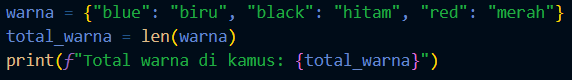 warna = {"blue": "biru", "black": "hitam", "red": "merah"}
total_warna = len(warna)
print(f"Total warna di kamus: {total_warna}")